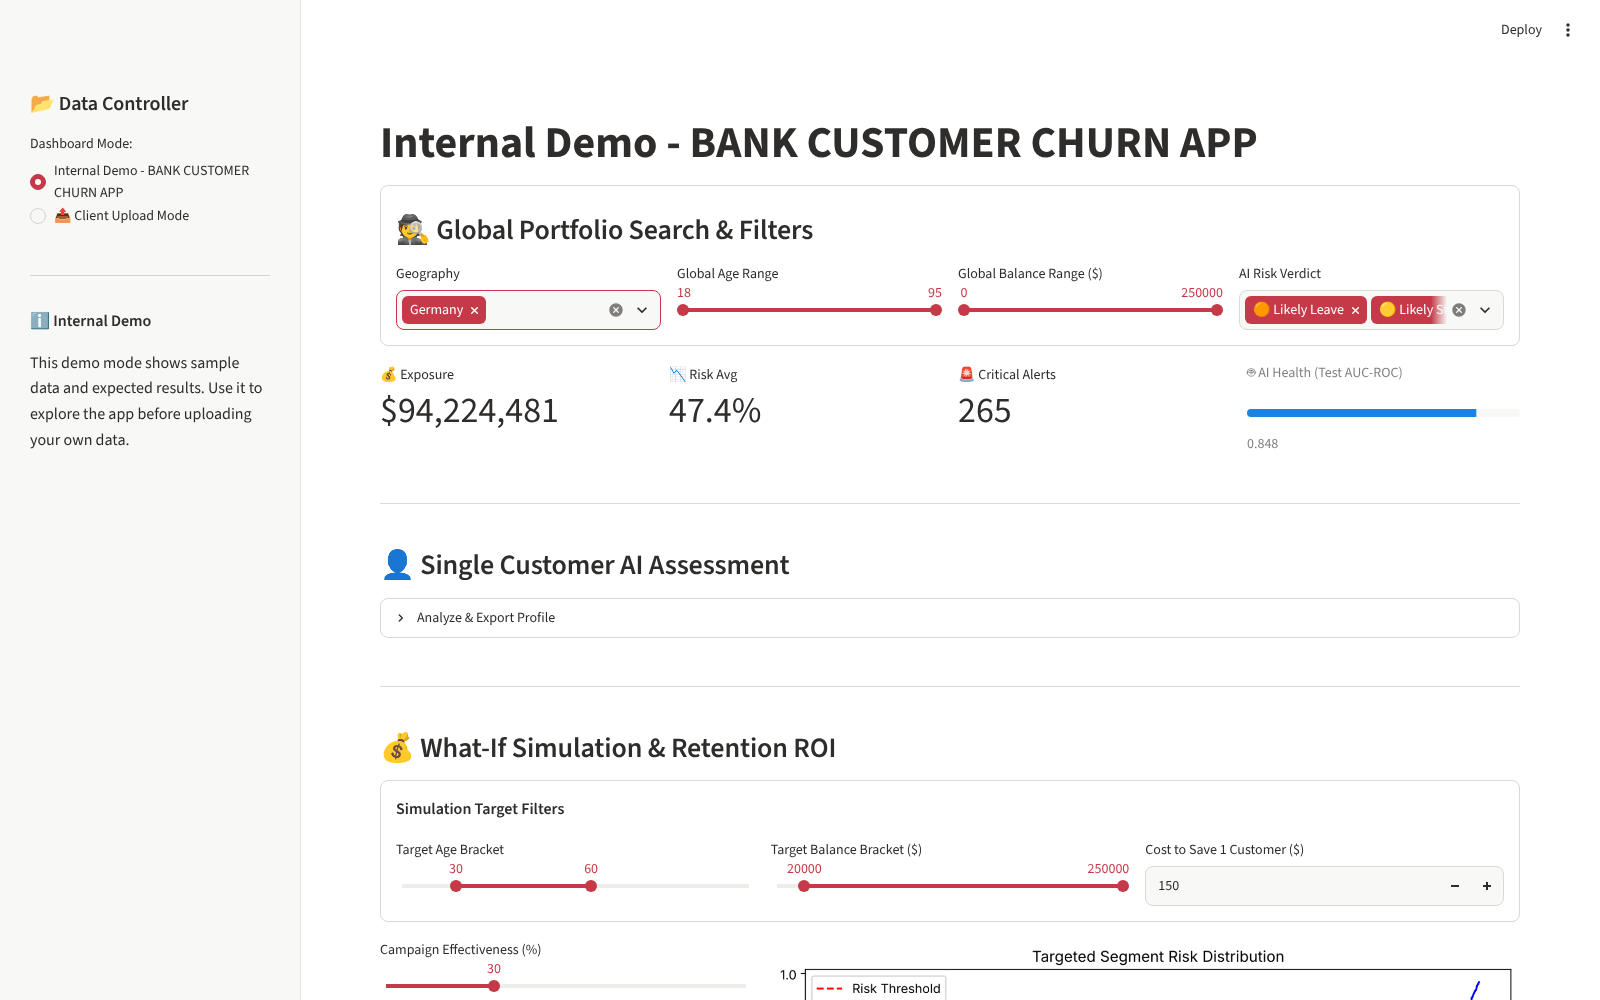 Deploy
📂 Data Controller
Dashboard Mode:
Internal Demo - BANK CUSTOMER
CHURN APP
📤 Client Upload Mode
ℹ️ Internal Demo
This demo mode shows sample
data and expected results. Use it to
explore the app before uploading
your own data.
Internal Demo - BANK CUSTOMER CHURN APP
🕵️ Global Portfolio Search & Filters
Geography
Germany
Global Age Range
18 95
Global Balance Range ($)
0 250000
AI Risk Verdict
🟠 Likely Leave 🟡 Likely
💰 Exposure
$94,224,481
📉 Risk Avg
47.4%
🚨 Critical Alerts
265
AI Health (Test AUC-ROC)
0.848
👤 Single Customer AI Assessment
Analyze & Export Profile
💰 What-If Simulation & Retention ROI
Simulation Target Filters
Target Age Bracket
30 60
Target Balance Bracket ($)
20000 250000
Cost to Save 1 Customer ($)
150
Campaign Effectiveness (%)
30
Targeted Segment Risk Distribution
1.0
Risk Threshold